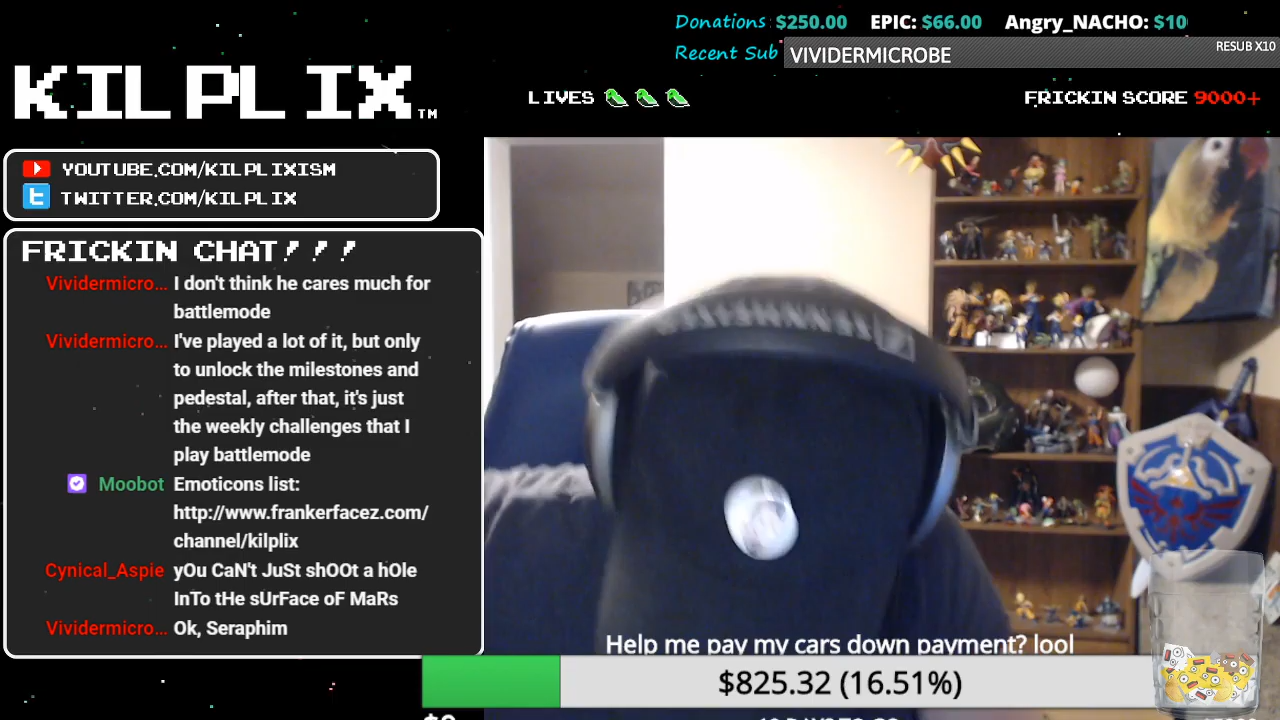 Donations $250.00 EPIC: $66.00 Angry_NACHO: $10
Recent Sub VIVIDERMICROBE RESUB X10
KILPLIX™
LIVES
FRICKIN SCORE 9000+
YOUTUBE.COM/KILPLIXISM
TWITTER.COM/KILPLIX
FRICKIN CHAT!!!
Vividermicro... I don't think he cares much for
battlemode
Vividermicro... I've played a lot of it, but only
to unlock the milestones and
pedestal, after that, it's just
the weekly challenges that I
play battlemode
Moobot Emoticons list:
http://www.frankerfacez.com/
channel/kilplix
Cynical_Aspie yOu CaN't JuSt shOOt a hOle
InTo tHe sUrFace oF MaRs
Vividermicro... Ok, Seraphim
Help me pay my cars down payment? lool
$825.32 (16.51%)